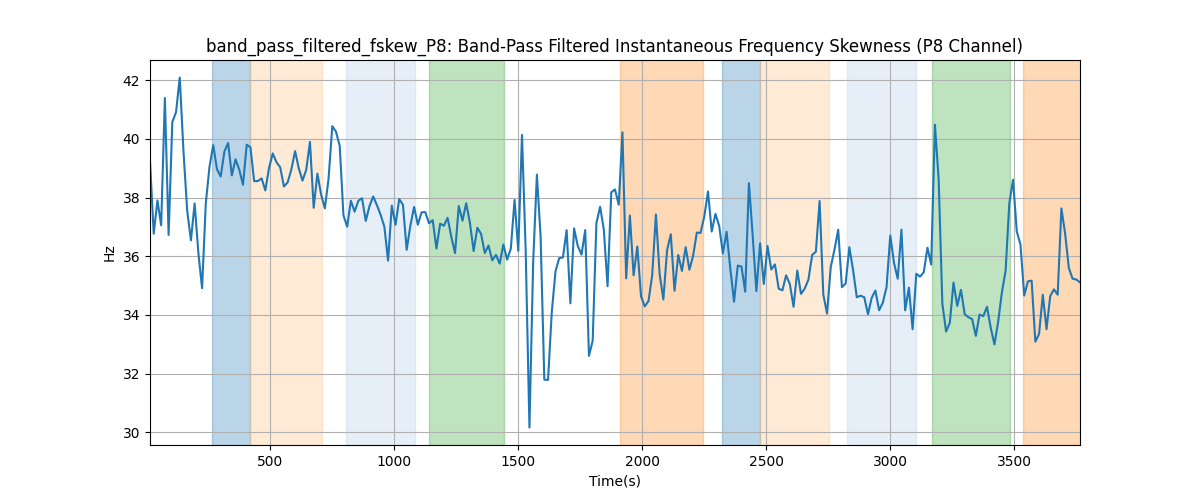 band_pass_filtered_fskew_P8: Band-Pass Filtered Instantaneous Frequency Skewness (P8 Channel)
42
40
38
36
34
32
30
Hz
500 1000 1500 2000 2500 3000 3500
Time(s)